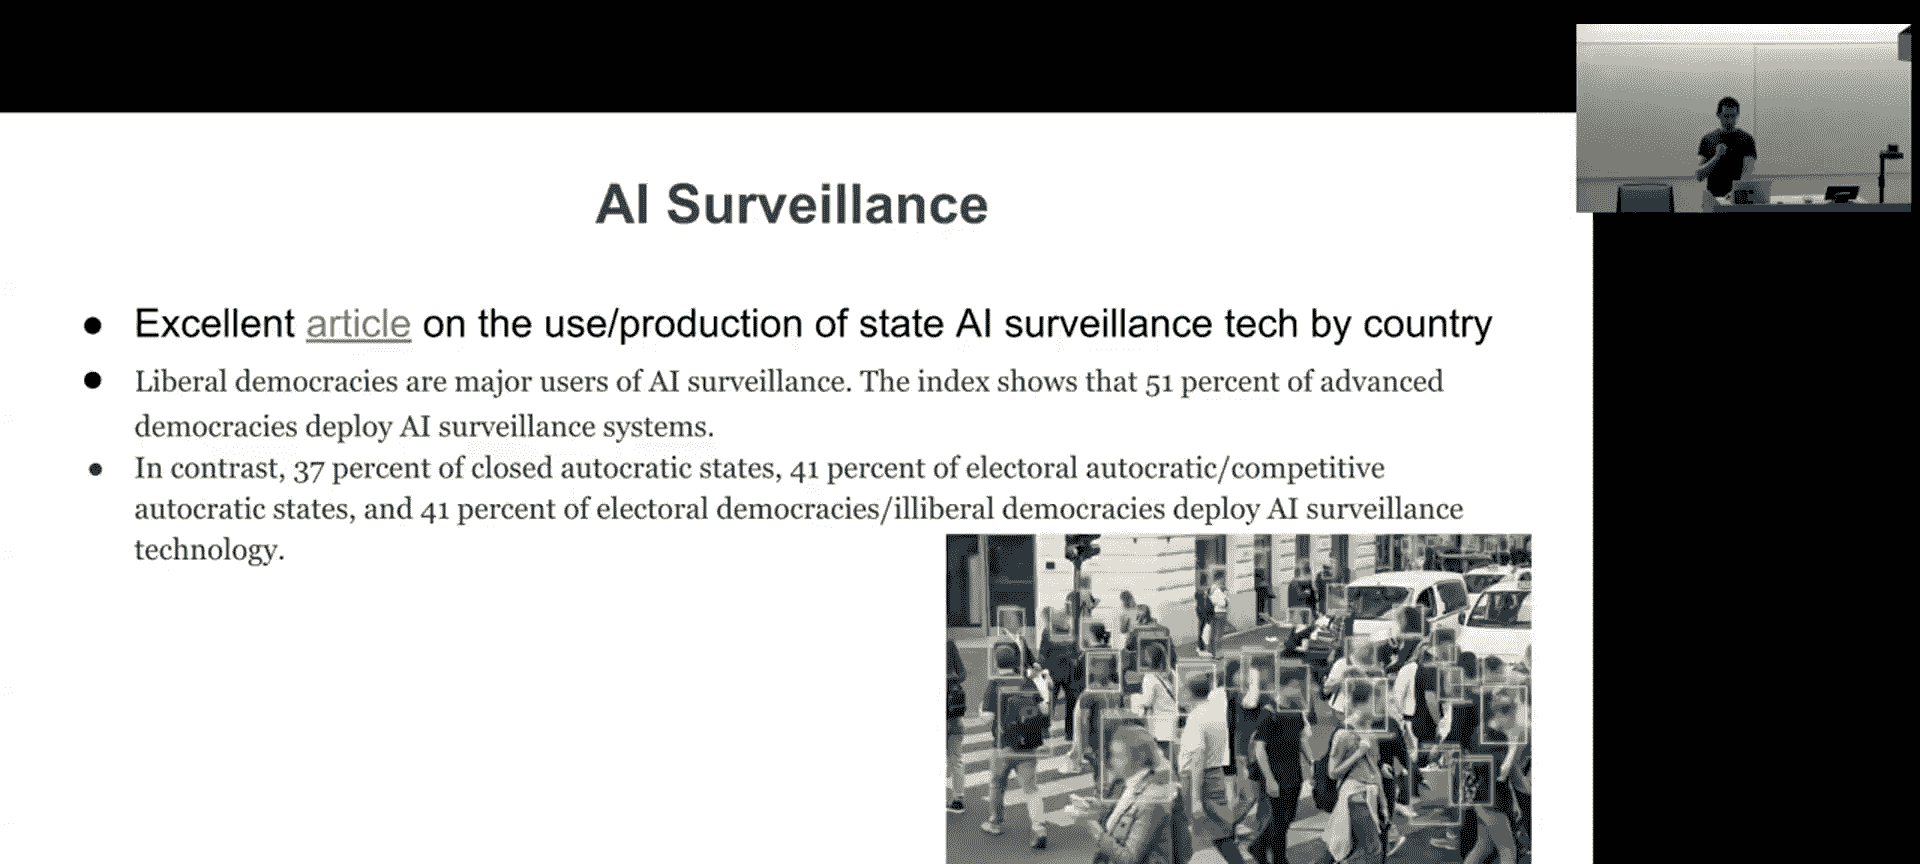 AI Surveillance
● Excellent article on the use/production of state AI surveillance tech by country
● Liberal democracies are major users of AI surveillance. The index shows that 51 percent of advanced
democracies deploy AI surveillance systems.
● In contrast, 37 percent of closed autocratic states, 41 percent of electoral autocratic/competitive
autocratic states, and 41 percent of electoral democracies/illiberal democracies deploy AI surveillance
technology.